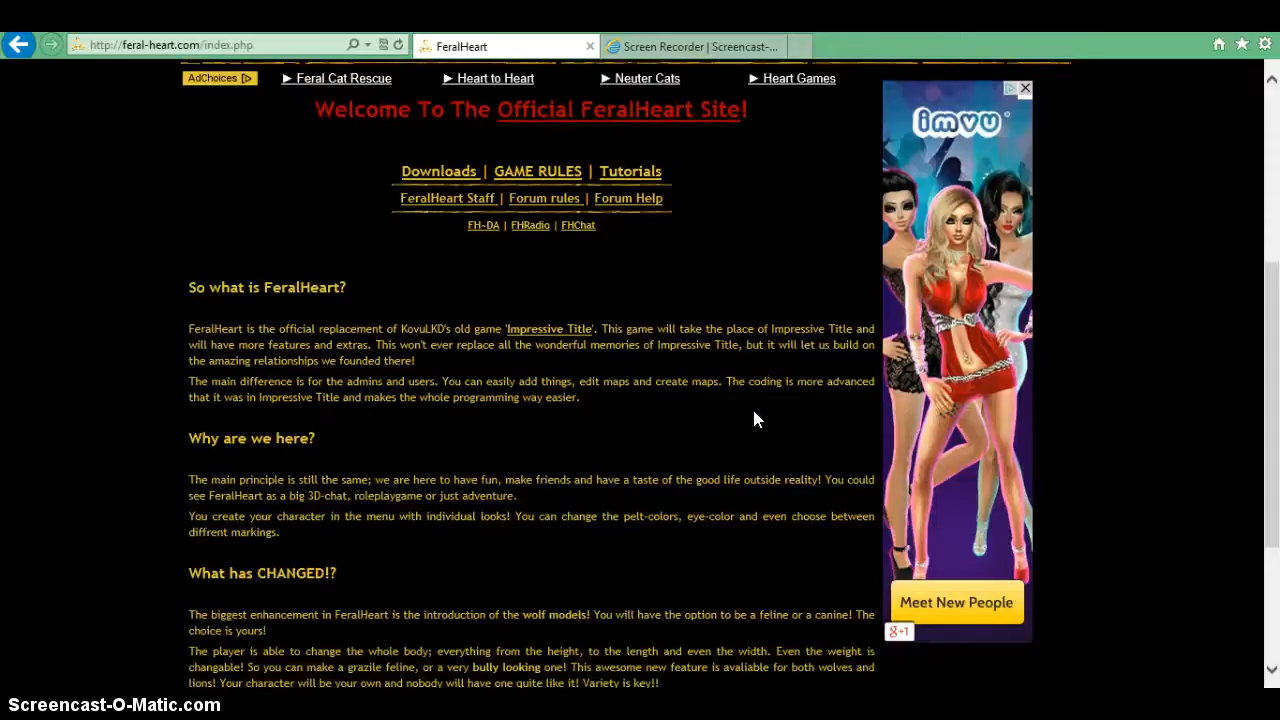 http://feral-heart.com/index.php
FeralHeart
Screen Recorder | Screencast-...
AdChoices
► Feral Cat Rescue
► Heart to Heart
► Neuter Cats
► Heart Games
Welcome To The Official FeralHeart Site!
Downloads | GAME RULES | Tutorials
FeralHeart Staff | Forum rules | Forum Help
FH-DA | FHRadio | FHChat
So what is FeralHeart?
FeralHeart is the official replacement of KovuLKD's old game 'Impressive Title'. This game will take the place of Impressive Title and
will have more features and extras. This won't ever replace all the wonderful memories of Impressive Title, but it will let us build on
the amazing relationships we founded there!
The main difference is for the admins and users. You can easily add things, edit maps and create maps. The coding is more advanced
that it was in Impressive Title and makes the whole programming way easier.
Why are we here?
The main principle is still the same; we are here to have fun, make friends and have a taste of the good life outside reality! You could
see FeralHeart as a big 3D-chat, roleplaygame or just adventure.
You create your character in the menu with individual looks! You can change the pelt-colors, eye-color and even choose between
diffrent markings.
What has CHANGED!?
The biggest enhancement in FeralHeart is the introduction of the wolf models! You will have the option to be a feline or a canine! The
choice is yours!
The player is able to change the whole body; everything from the height, to the length and even the width. Even the weight is
changable! So you can make a grazile feline, or a very bully looking one! This awesome new feature is avaliable for both wolves and
lions! Your character will be your own and nobody will have one quite like it! Variety is key!!
imvu
Meet New People
g+1
Screencast-O-Matic.com